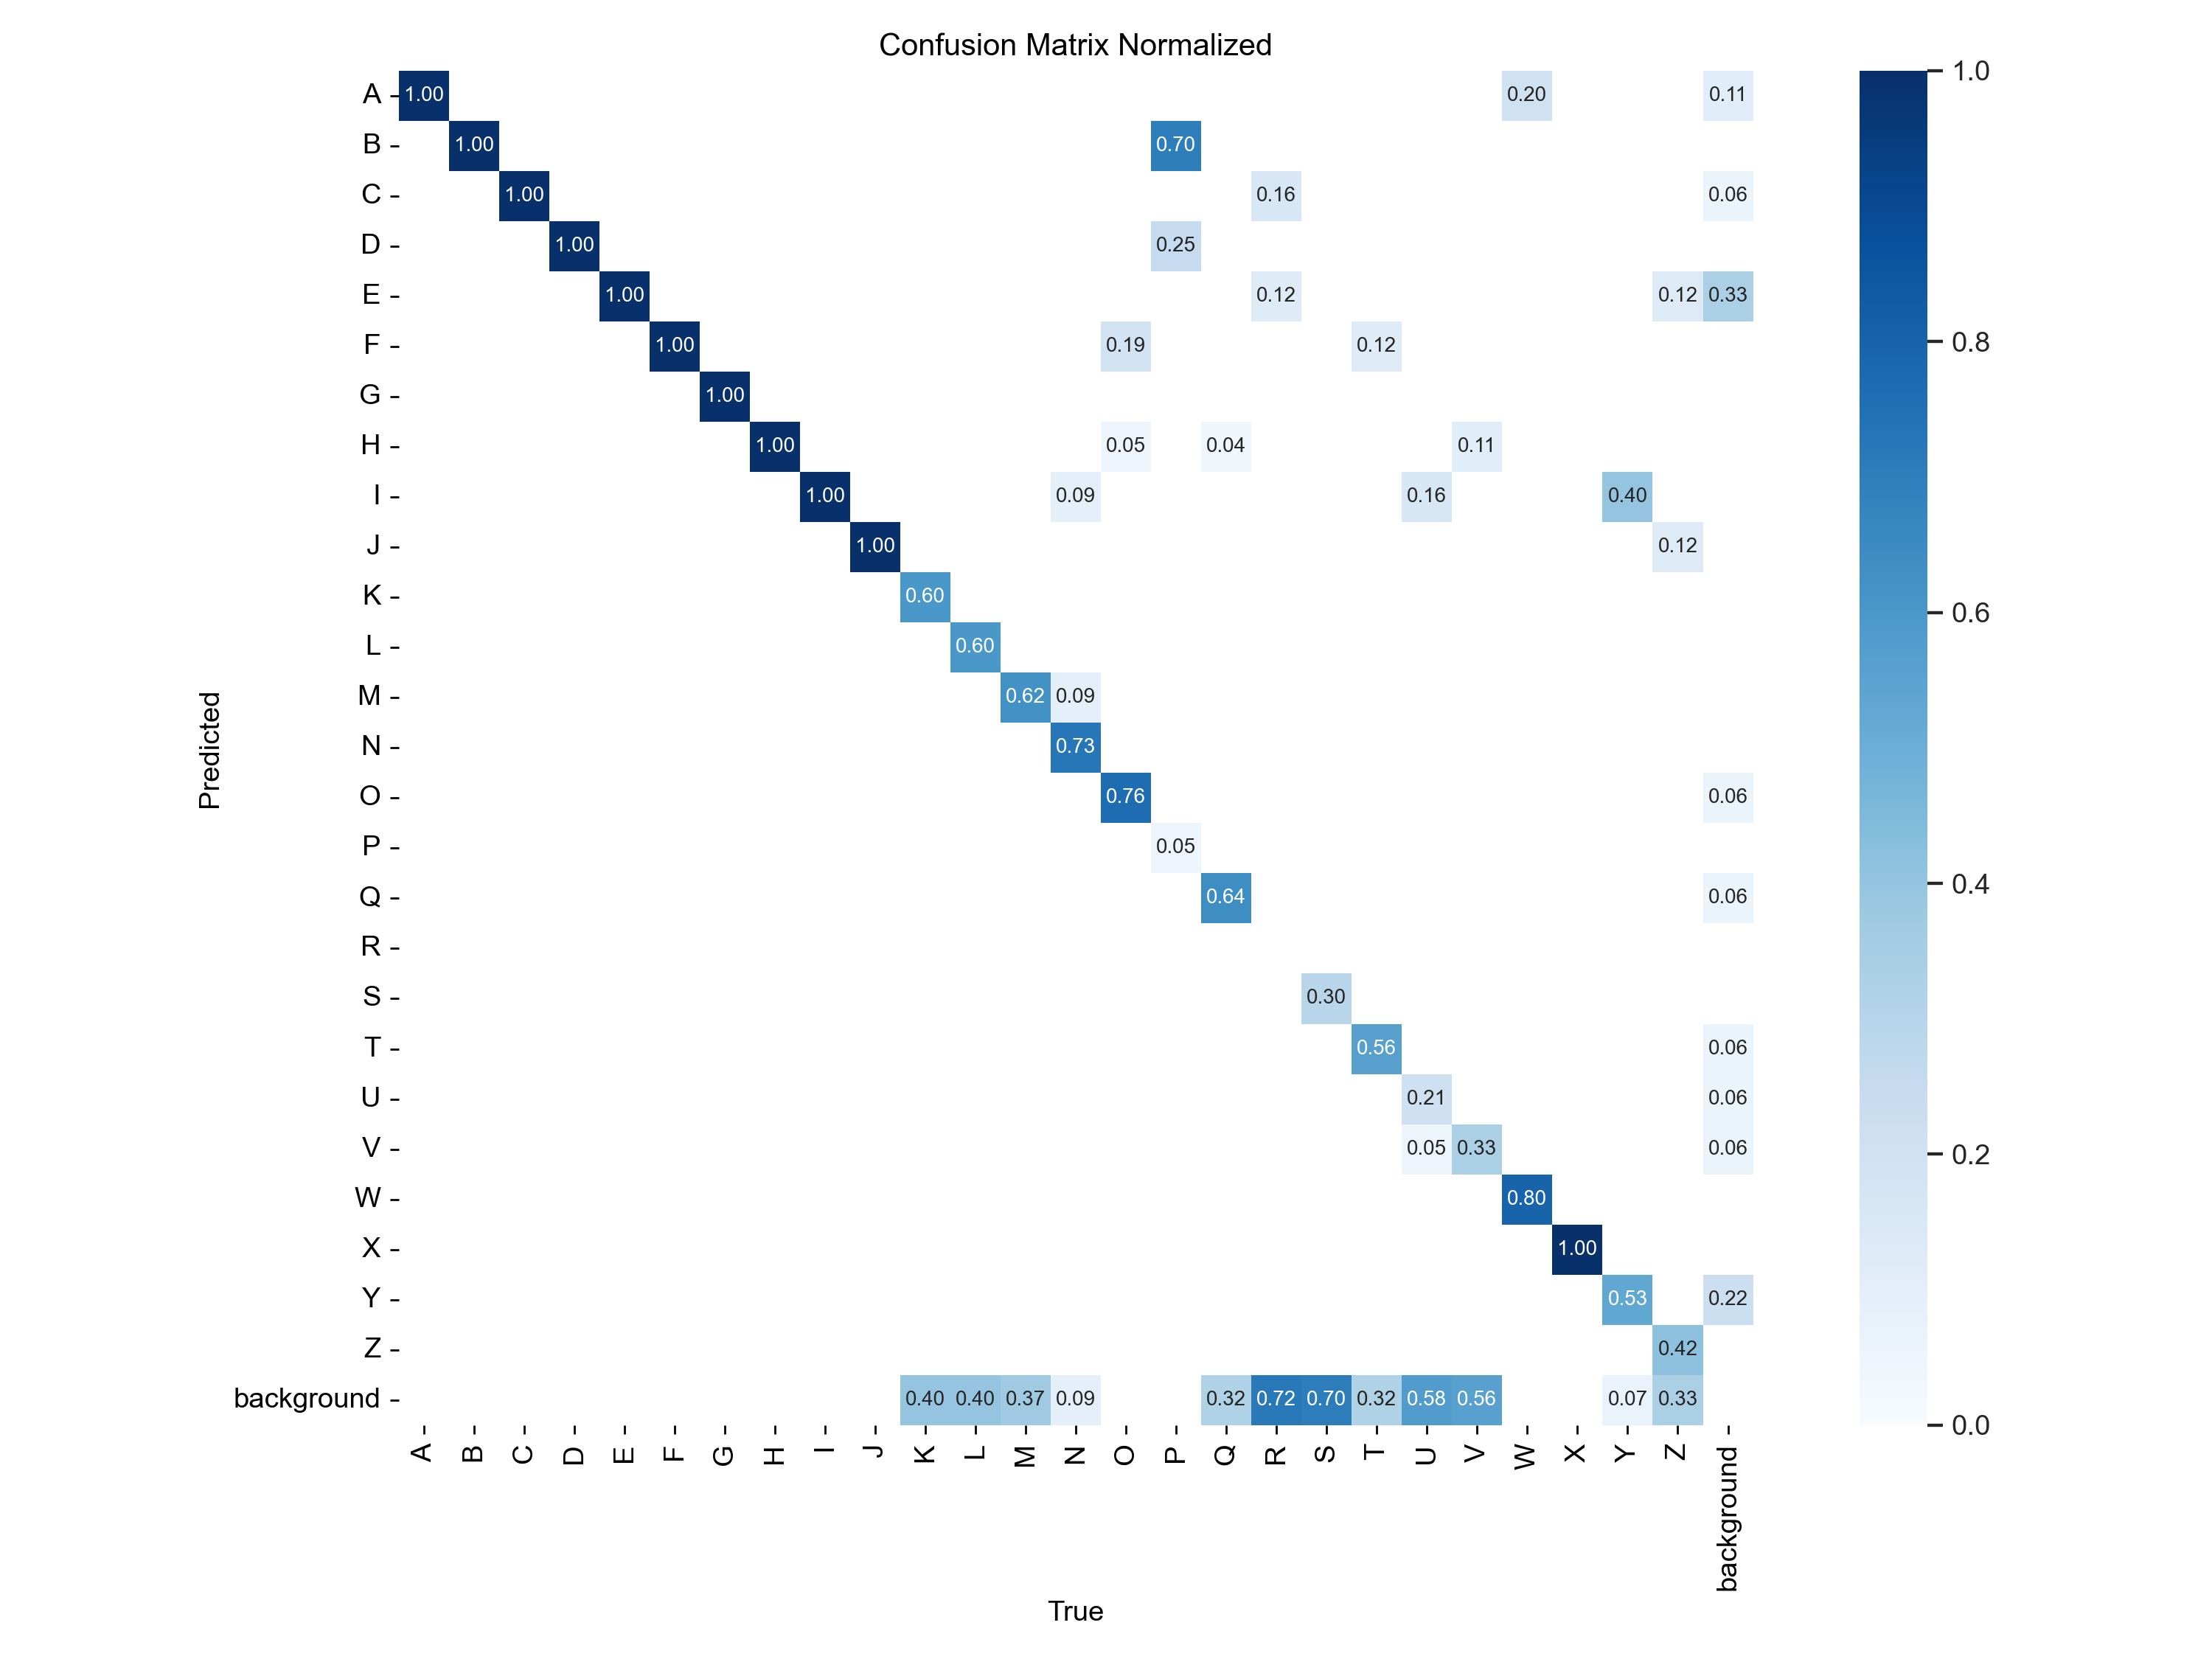 Confusion Matrix Normalized
A 1.00 0.20 0.11
B 1.00 0.70
C 1.00 0.16 0.06
D 1.00 0.25
E 1.00 0.12 0.12 0.33
F 1.00 0.19 0.12
G 1.00
H 1.00 0.05 0.04 0.11
I 1.00 0.09 0.16 0.40
J 1.00 0.12
K 0.60
L 0.60
M 0.62 0.09
N 0.73
O 0.76 0.06
P 0.05
Q 0.64 0.06
R
S 0.30
T 0.56 0.06
U 0.21 0.06
V 0.05 0.33 0.06
W 0.80
X 1.00
Y 0.53 0.22
Z 0.42
background 0.40 0.40 0.37 0.09 0.32 0.72 0.70 0.32 0.58 0.56 0.07 0.33
A B C D E F G H I J K L M N O P Q R S T U V W X Y Z background
True
Predicted
1.0
0.8
0.6
0.4
0.2
0.0